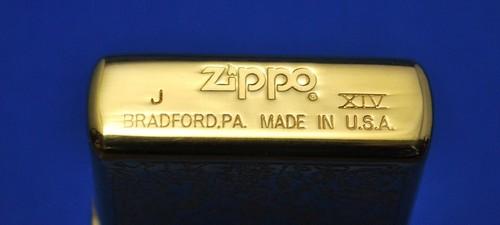 zippo
J XIV
BRADFORD,PA. MADE IN U.S.A.